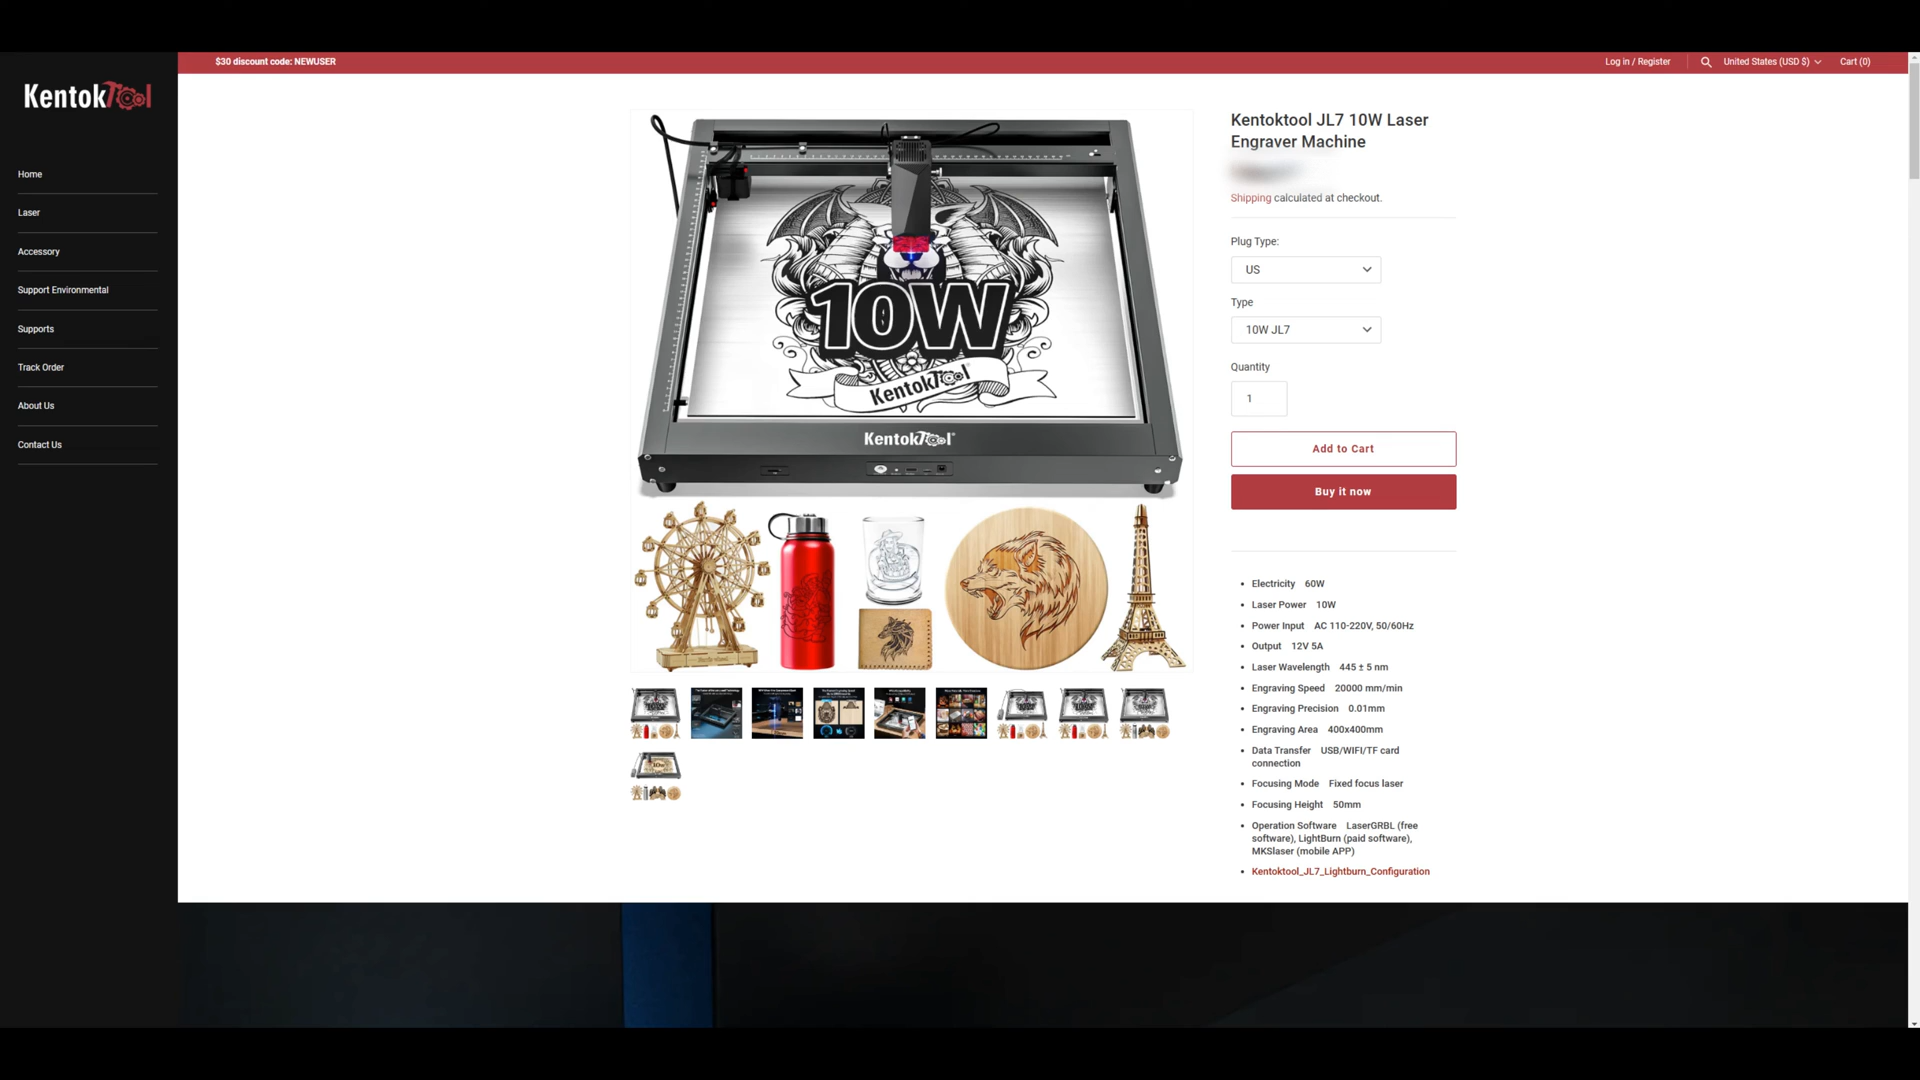 $30 discount code: NEWUSER
Log in / Register
United States (USD $)
Cart (0)
KentokTool
Home
Laser
Accessory
Support Environmental
Supports
Track Order
About Us
Contact Us
10W
KentokTool
KentokTool
Kentoktool JL7 10W Laser
Engraver Machine
Shipping calculated at checkout.
Plug Type:
US
Type
10W JL7
Quantity
1
Add to Cart
Buy it now
Electricity 60W
Laser Power 10W
Power Input AC 110-220V, 50/60Hz
Output 12V 5A
Laser Wavelength 445 ± 5 nm
Engraving Speed 20000 mm/min
Engraving Precision 0.01mm
Engraving Area 400x400mm
Data Transfer USB/WIFI/TF card
connection
Focusing Mode Fixed focus laser
Focusing Height 50mm
Operation Software LaserGRBL (free
software), LightBurn (paid software),
MKSlaser (mobile APP)
Kentoktool_JL7_Lightburn_Configuration